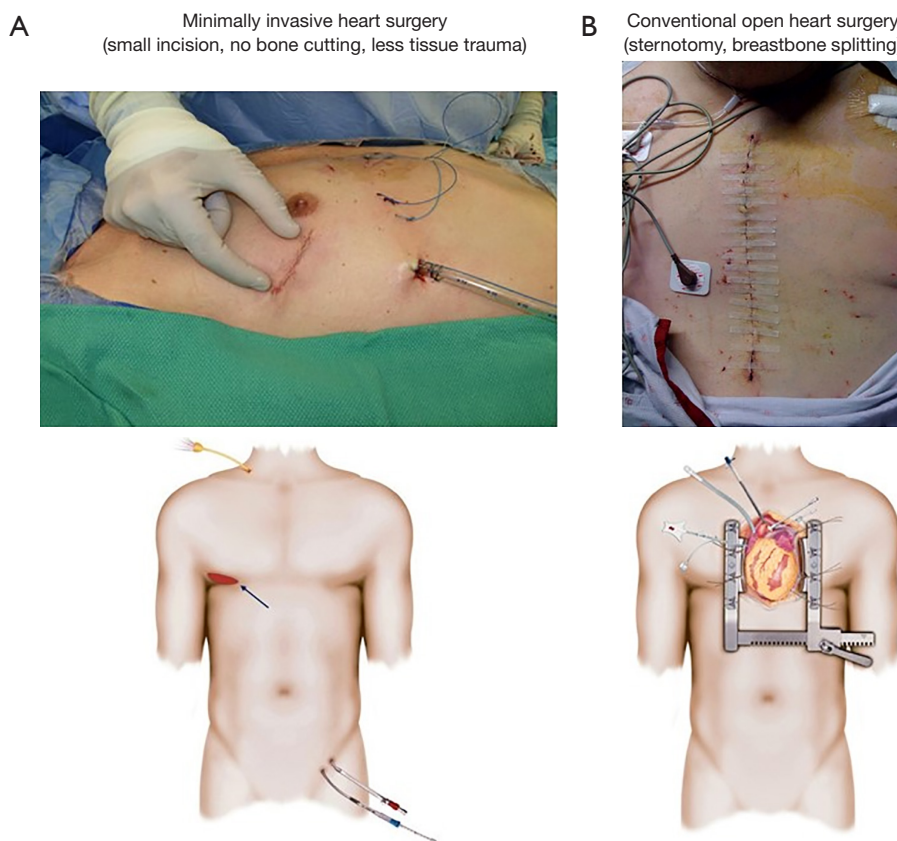 A
Minimally invasive heart surgery
(small incision, no bone cutting, less tissue trauma)
B
Conventional open heart surgery
(sternotomy, breastbone splitting